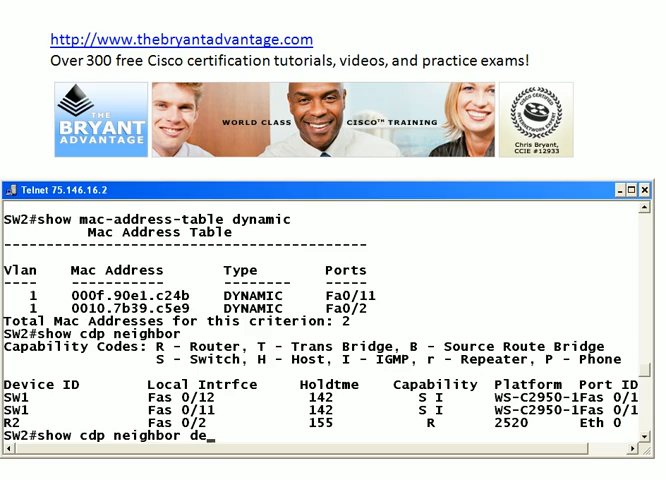 http://www.thebryantadvantage.com
Over 300 free Cisco certification tutorials, videos, and practice exams!
THE
BRYANT
ADVANTAGE
WORLD CLASS CISCO™ TRAINING
CISCO CERTIFIED
INTERNETWORK EXPERT
Chris Bryant,
CCIE #12933
Telnet 75.146.16.2
SW2#show mac-address-table dynamic
Mac Address Table
-------------------------------------------
Vlan Mac Address Type Ports
---- ----------- -------- -----
1 000f.90e1.c24b DYNAMIC Fa0/11
1 0010.7b39.c5e9 DYNAMIC Fa0/2
Total Mac Addresses for this criterion: 2
SW2#show cdp neighbor
Capability Codes: R - Router, T - Trans Bridge, B - Source Route Bridge
S - Switch, H - Host, I - IGMP, r - Repeater, P - Phone
Device ID Local Intrfce Holdtme Capability Platform Port ID
SW1 Fas 0/12 142 S I WS-C2950-1Fas 0/1
SW1 Fas 0/11 142 S I WS-C2950-1Fas 0/1
R2 Fas 0/2 155 R 2520 Eth 0
SW2#show cdp neighbor de_